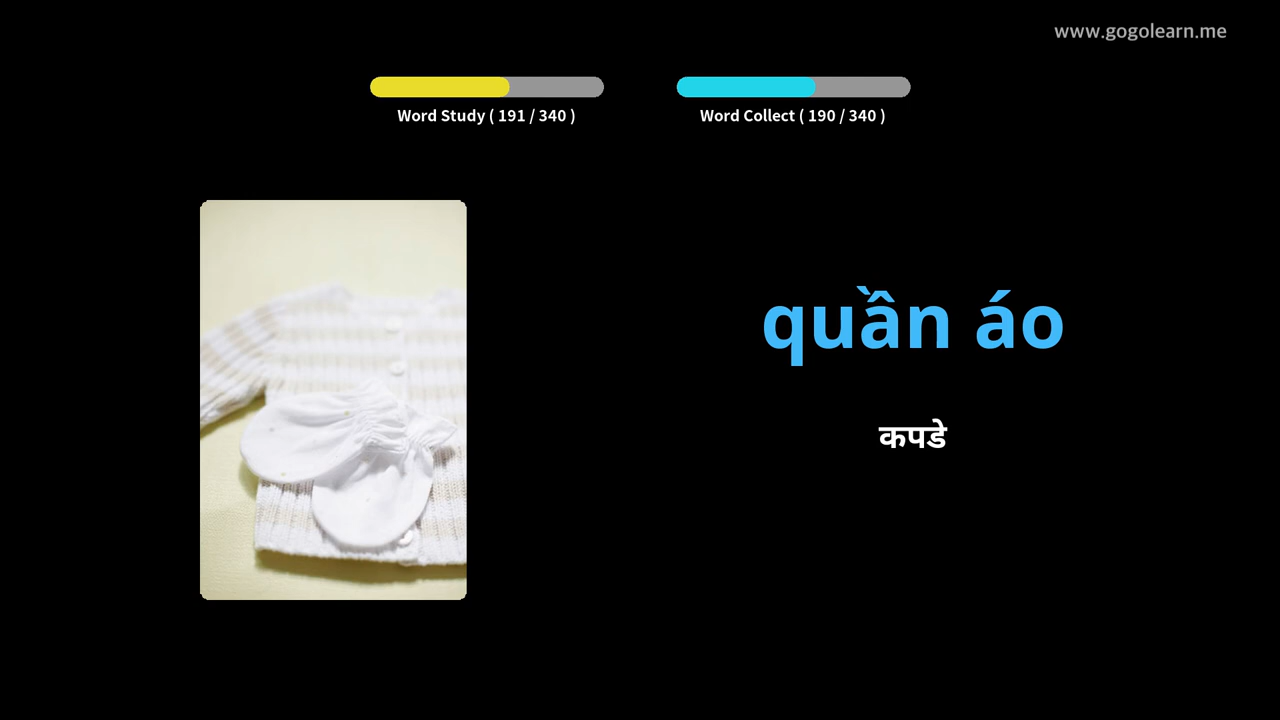 www.gogolearn.me
Word Study ( 191 / 340 )
Word Collect ( 190 / 340 )
quần áo
कपडे